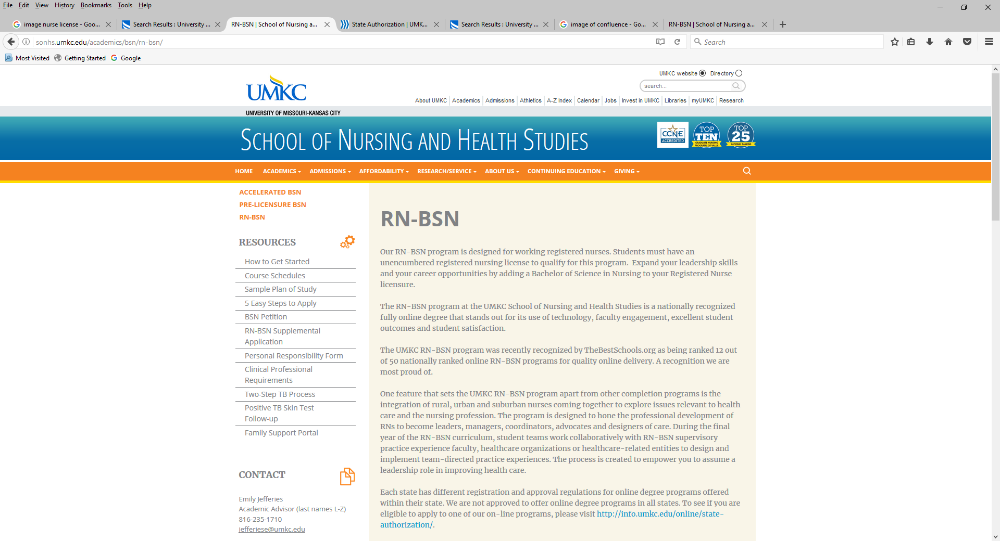 File Edit View History Bookmarks Tools Help
image nurse license - Goo...
Search Results : University ...
RN-BSN | School of Nursing a...
State Authorization | UMK...
Search Results : University ...
image of confluence - Go...
RN-BSN | School of Nursing a...
sonhs.umkc.edu/academics/bsn/rn-bsn/
Search
Most Visited Getting Started Google
UMKC website Directory
search...
UMKC
UNIVERSITY OF MISSOURI-KANSAS CITY
About UMKC Academics Admissions Athletics A-Z Index Calendar Jobs Invest in UMKC Libraries myUMKC Research
SCHOOL OF NURSING AND HEALTH STUDIES
CCNE
ACCREDITED
TOP
TEN
GRADUATE NURSING
PROGRAMS OF VALUE
TOP
25
NATIONAL RANKING
HOME ACADEMICS ADMISSIONS AFFORDABILITY RESEARCH/SERVICE ABOUT US CONTINUING EDUCATION GIVING
ACCELERATED BSN
PRE-LICENSURE BSN
RN-BSN
RESOURCES
How to Get Started
Course Schedules
Sample Plan of Study
5 Easy Steps to Apply
BSN Petition
RN-BSN Supplemental
Application
Personal Responsibility Form
Clinical Professional
Requirements
Two-Step TB Process
Positive TB Skin Test
Follow-up
Family Support Portal
CONTACT
Emily Jefferies
Academic Advisor (last names L-Z)
816-235-1710
jefferiese@umkc.edu
RN-BSN
Our RN-BSN program is designed for working registered nurses. Students must have an
unencumbered registered nursing license to qualify for this program. Expand your leadership skills
and your career opportunities by adding a Bachelor of Science in Nursing to your Registered Nurse
licensure.
The RN-BSN program at the UMKC School of Nursing and Health Studies is a nationally recognized
fully online degree that stands out for its use of technology, faculty engagement, excellent student
outcomes and student satisfaction.
The UMKC RN-BSN program was recently recognized by TheBestSchools.org as being ranked 12 out
of 50 nationally ranked online RN-BSN programs for quality online delivery. A recognition we are
most proud of.
One feature that sets the UMKC RN-BSN program apart from other completion programs is the
integration of rural, urban and suburban nurses coming together to explore issues relevant to health
care and the nursing profession. The program is designed to hone the professional development of
RNs to become leaders, managers, coordinators, advocates and designers of care. During the final
year of the RN-BSN curriculum, student teams work collaboratively with RN-BSN supervisory
practice experience faculty, healthcare organizations or healthcare-related entities to design and
implement team-directed practice experiences. The process is created to empower you to assume a
leadership role in improving health care.
Each state has different registration and approval regulations for online degree programs offered
within their state. We are not approved to offer online degree programs in all states. To see if you are
eligible to apply to one of our on-line programs, please visit http://info.umkc.edu/online/state-
authorization/.